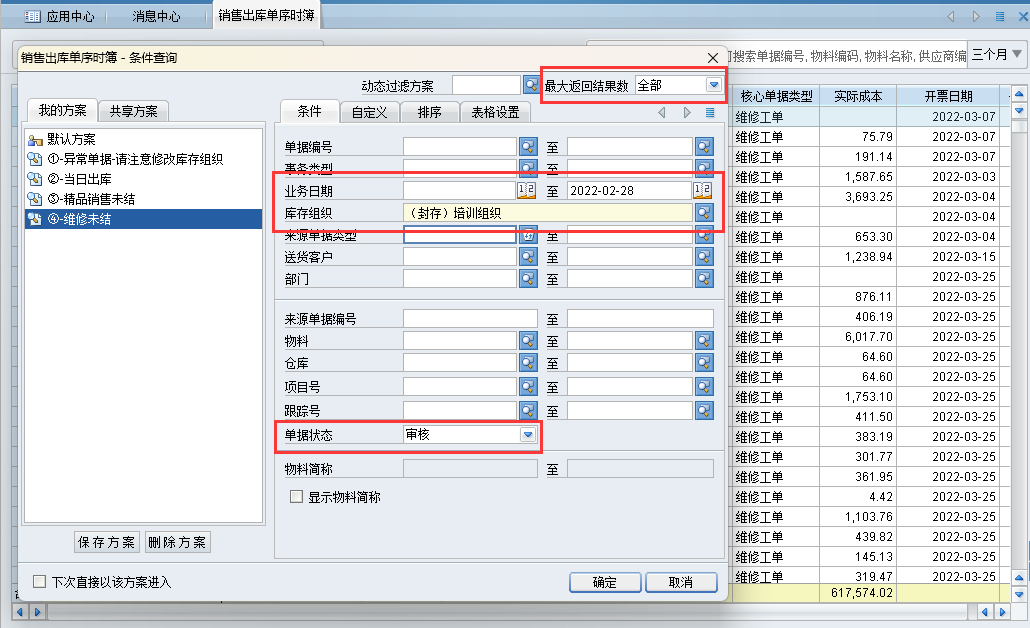 应用中心 消息中心 销售出库单序时簿
可搜索单据编号, 物料编码, 物料名称, 供应商编 三个月
销售出库单序时簿 - 条件查询
动态过滤方案 最大返回结果数 全部
我的方案 共享方案
默认方案
①-异常单据-请注意修改库存组织
②-当日出库
③-精品销售未结
④-维修未结
保存方案 删除方案
条件 自定义 排序 表格设置
单据编号 至
事务类型
业务日期 至 2022-02-28
库存组织 (封存)培训组织
来源单据类型 至
送货客户 至
部门 至
来源单据编号 至
物料 至
仓库 至
项目号 至
跟踪号 至
单据状态 审核
物料简称 至
显示物料简称
下次直接以该方案进入 确定 取消
核心单据类型 实际成本 开票日期
维修工单 2022-03-07
维修工单 75.79 2022-03-07
维修工单 191.14 2022-03-07
维修工单 1,587.65 2022-03-03
维修工单 3,693.25 2022-03-04
维修工单 2022-03-04
维修工单 653.30 2022-03-04
维修工单 1,238.94 2022-03-15
维修工单 2022-03-25
维修工单 876.11 2022-03-25
维修工单 406.19 2022-03-25
维修工单 6,017.70 2022-03-25
维修工单 64.60 2022-03-25
维修工单 64.60 2022-03-25
维修工单 1,753.10 2022-03-25
维修工单 411.50 2022-03-25
维修工单 383.19 2022-03-25
维修工单 301.77 2022-03-25
维修工单 361.95 2022-03-25
维修工单 4.42 2022-03-25
维修工单 1,103.76 2022-03-25
维修工单 439.82 2022-03-25
维修工单 145.13 2022-03-25
维修工单 319.47 2022-03-25
617,574.02